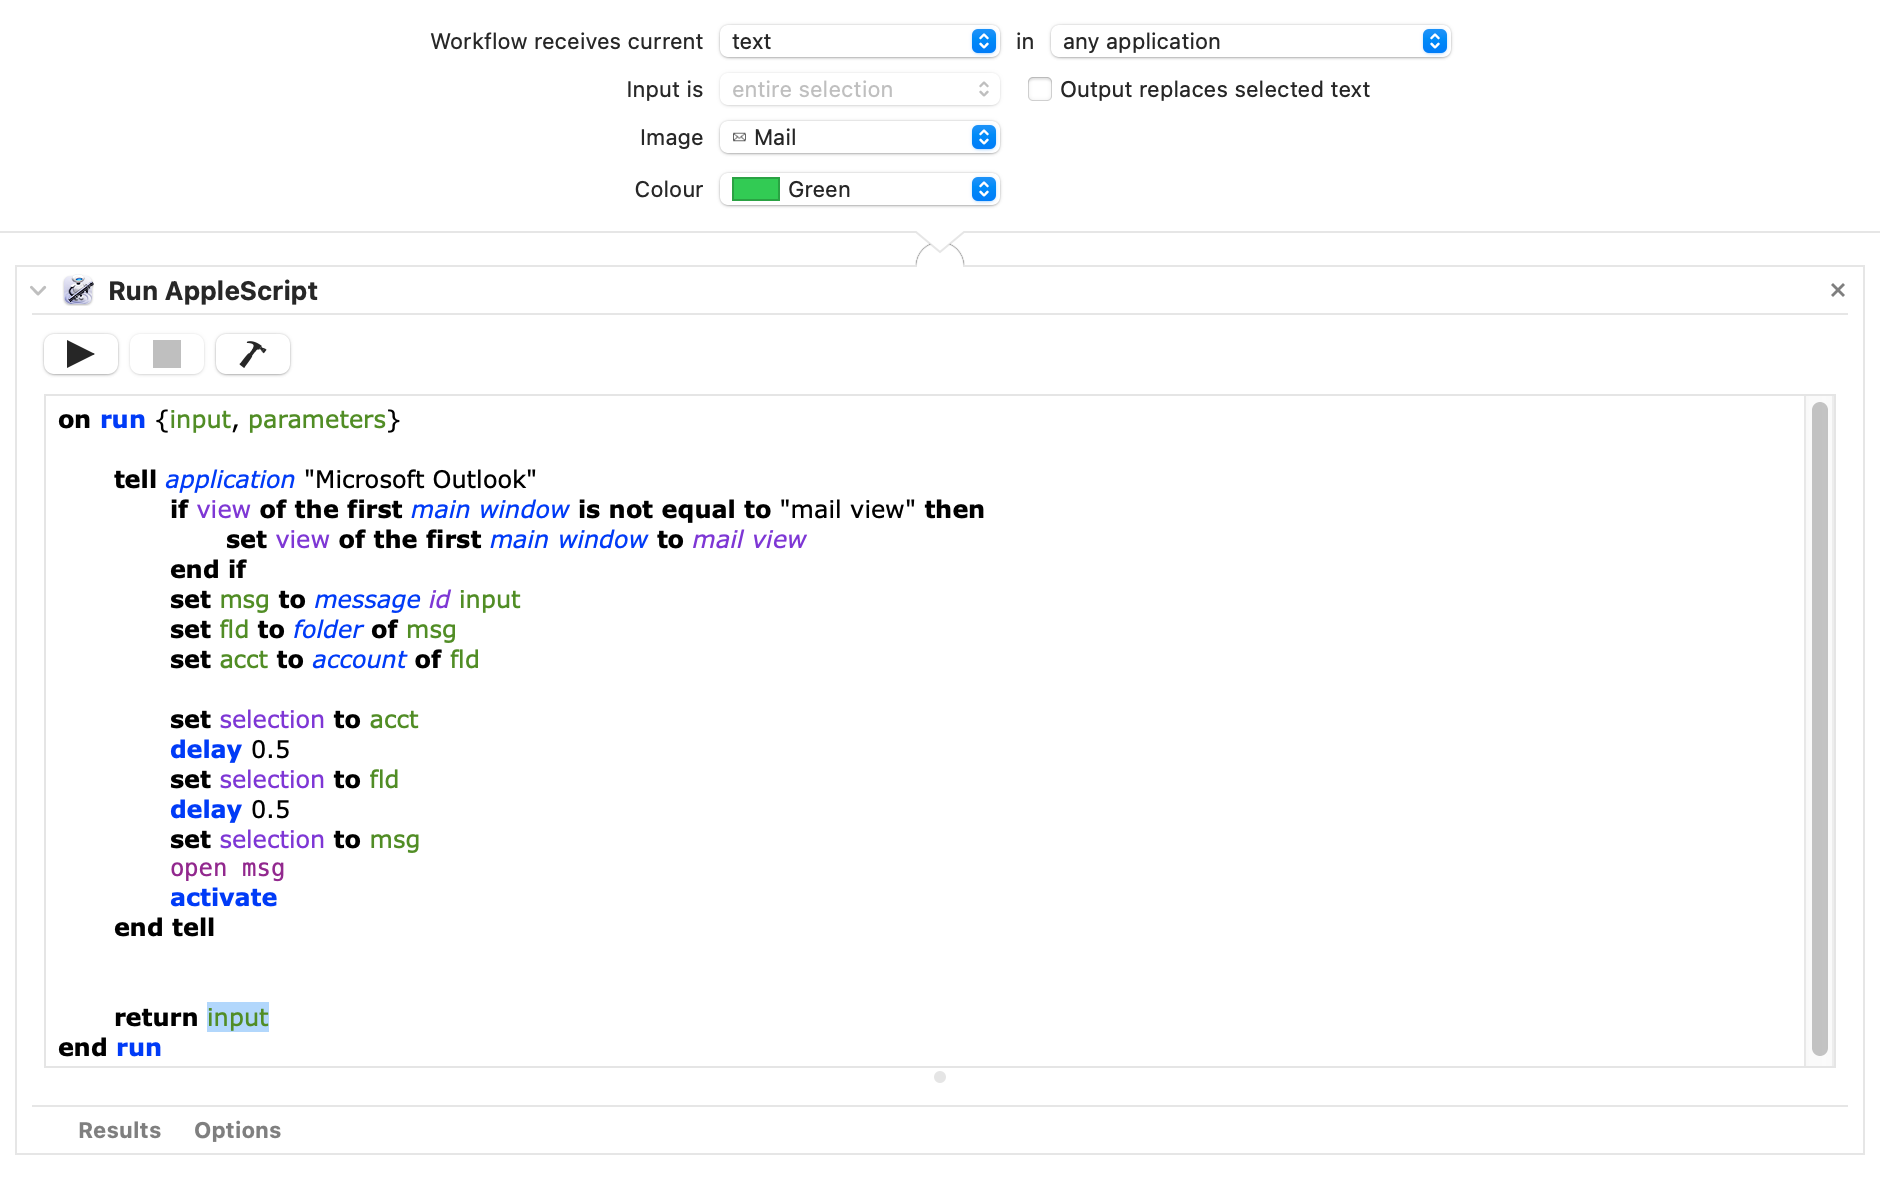 Workflow receives current text in any application
Input is entire selection Output replaces selected text
Image Mail
Colour Green
Run AppleScript
on run {input, parameters}
tell application "Microsoft Outlook"
if view of the first main window is not equal to "mail view" then
set view of the first main window to mail view
end if
set msg to message id input
set fld to folder of msg
set acct to account of fld
set selection to acct
delay 0.5
set selection to fld
delay 0.5
set selection to msg
open msg
activate
end tell
return input
end run
Results Options